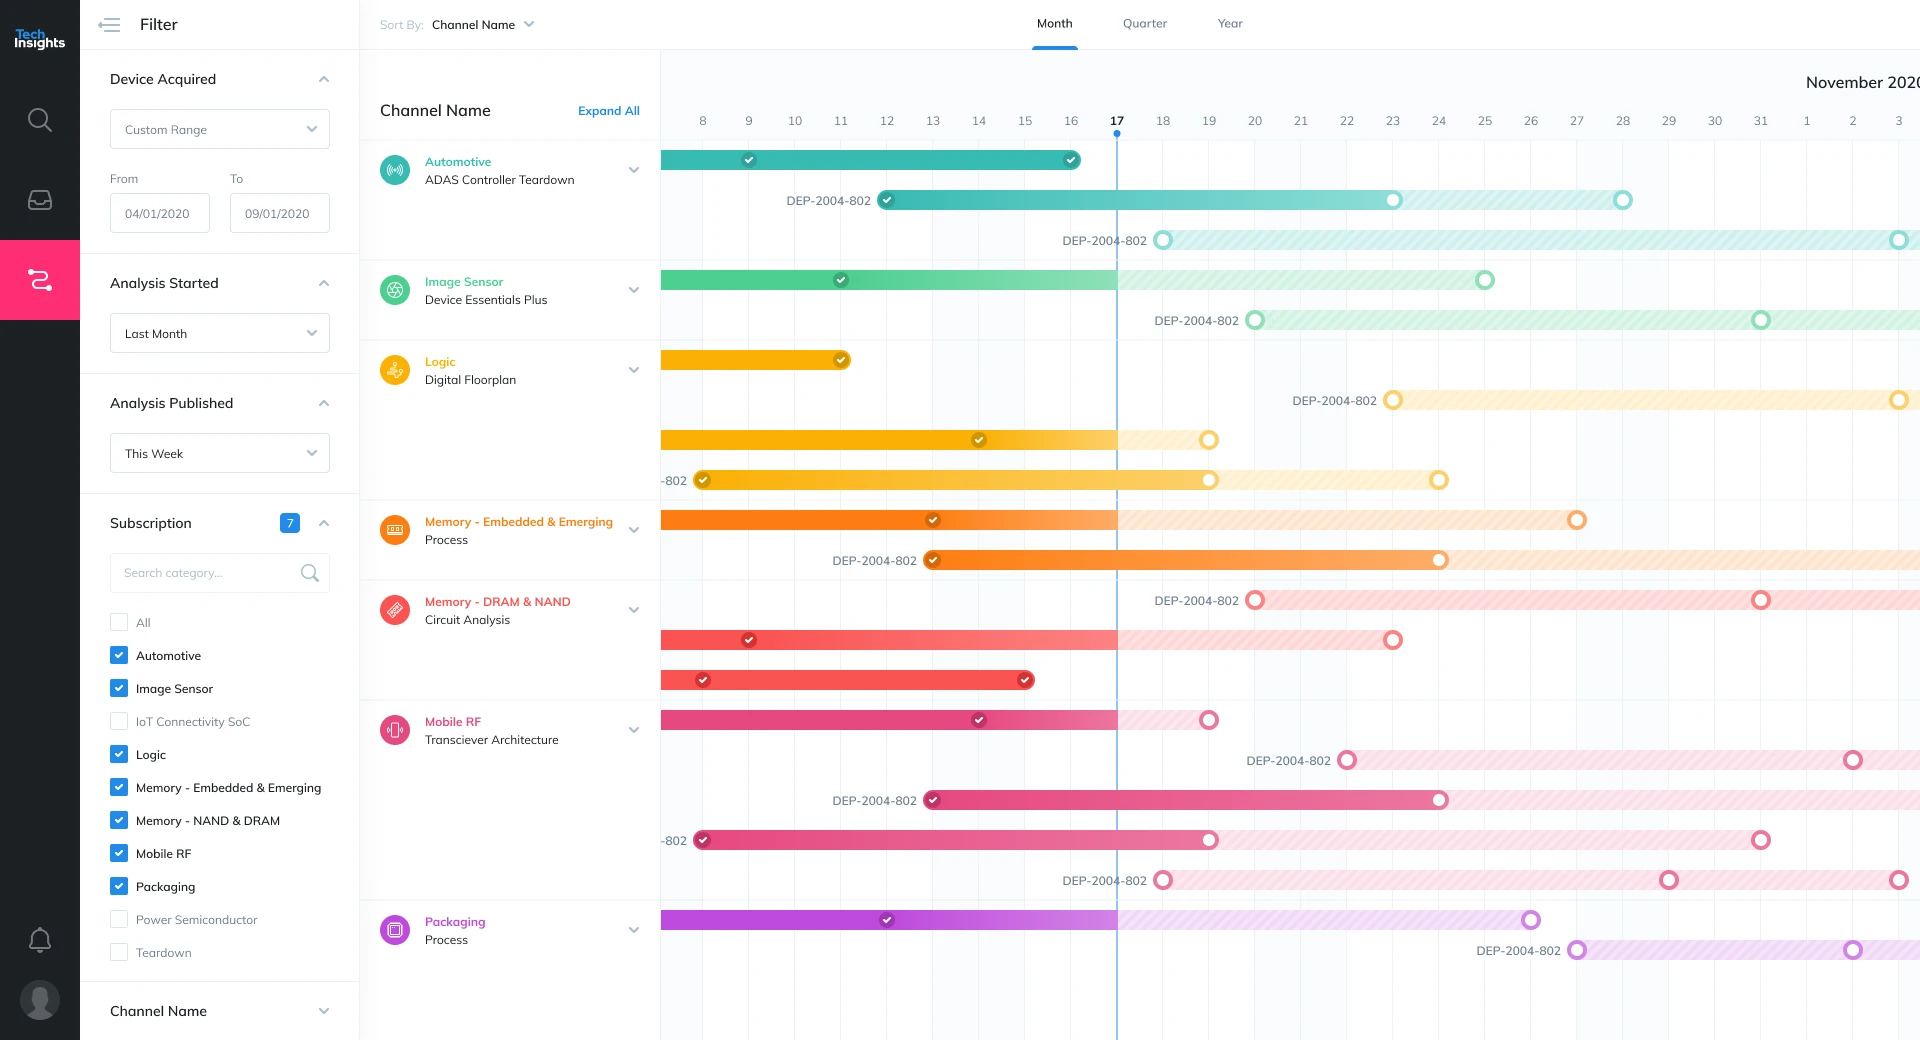 Tech
Insights
Filter
Sort By: Channel Name
Month
Quarter
Year
Device Acquired
Custom Range
From
To
04/01/2020
09/01/2020
Analysis Started
Last Month
Analysis Published
This Week
Subscription
7
Search category...
All
Automotive
Image Sensor
IoT Connectivity SoC
Logic
Memory - Embedded & Emerging
Memory - NAND & DRAM
Mobile RF
Packaging
Power Semiconductor
Teardown
Channel Name
November 2020
Channel Name
Expand All
8 9 10 11 12 13 14 15 16 17 18 19 20 21 22 23 24 25 26 27 28 29 30 31 1 2 3
Automotive
ADAS Controller Teardown
DEP-2004-802
DEP-2004-802
Image Sensor
Device Essentials Plus
DEP-2004-802
Logic
Digital Floorplan
DEP-2004-802
-802
Memory - Embedded & Emerging
Process
DEP-2004-802
Memory - DRAM & NAND
Circuit Analysis
DEP-2004-802
Mobile RF
Transciever Architecture
DEP-2004-802
DEP-2004-802
-802
DEP-2004-802
Packaging
Process
DEP-2004-802